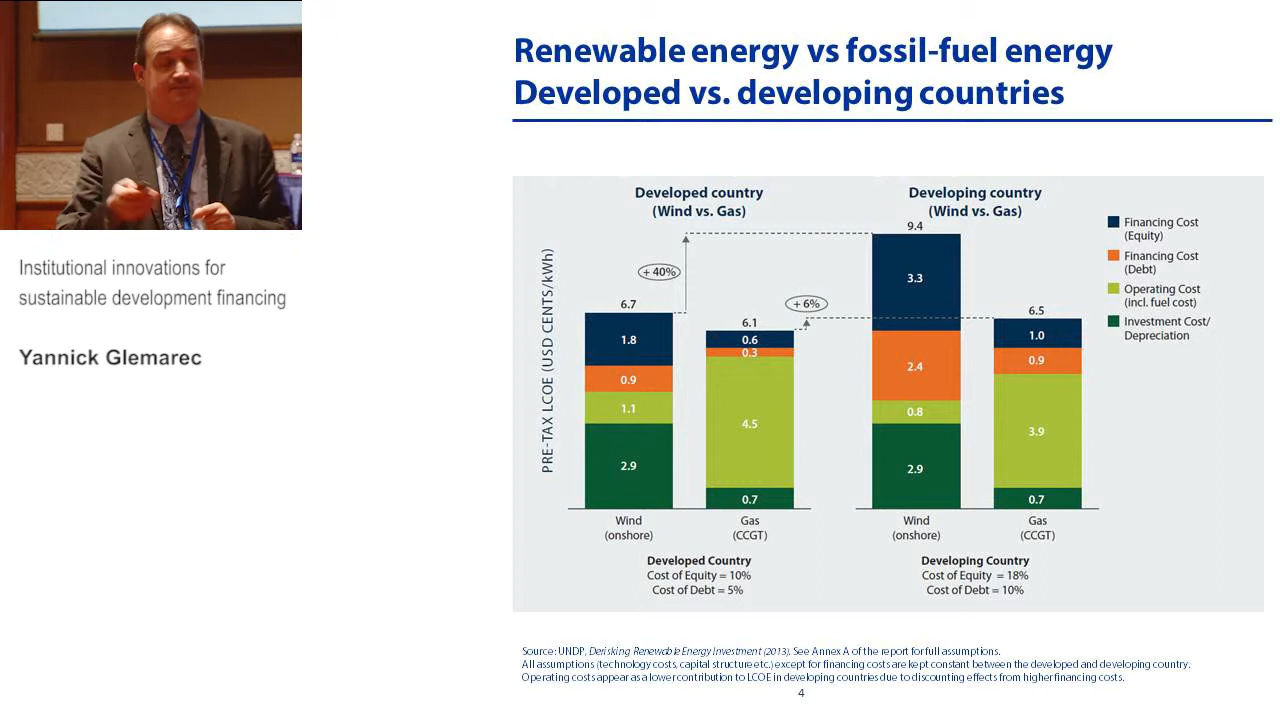 Renewable energy vs fossil-fuel energy
Developed vs. developing countries
Institutional innovations for
sustainable development financing
Yannick Glemarec
PRE-TAX LCOE (USD CENTS/kWh)
Developed country
(Wind vs. Gas)
+ 40%
6.7
1.8
0.9
1.1
2.9
6.1
0.6
0.3
4.5
0.7
Wind
(onshore)
Gas
(CCGT)
Developed Country
Cost of Equity = 10%
Cost of Debt = 5%
+ 6%
Developing country
(Wind vs. Gas)
9.4
3.3
2.4
0.8
2.9
6.5
1.0
0.9
3.9
0.7
Wind
(onshore)
Gas
(CCGT)
Developing Country
Cost of Equity = 18%
Cost of Debt = 10%
Financing Cost
(Equity)
Financing Cost
(Debt)
Operating Cost
(incl. fuel cost)
Investment Cost/
Depreciation
Source: UNDP, Derisking Renewable Energy Investment (2013). See Annex A of the report for full assumptions.
All assumptions (technology costs, capital structure etc.) except for financing costs are kept constant between the developed and developing country.
Operating costs appear as a lower contribution to LCOE in developing countries due to discounting effects from higher financing costs.
4